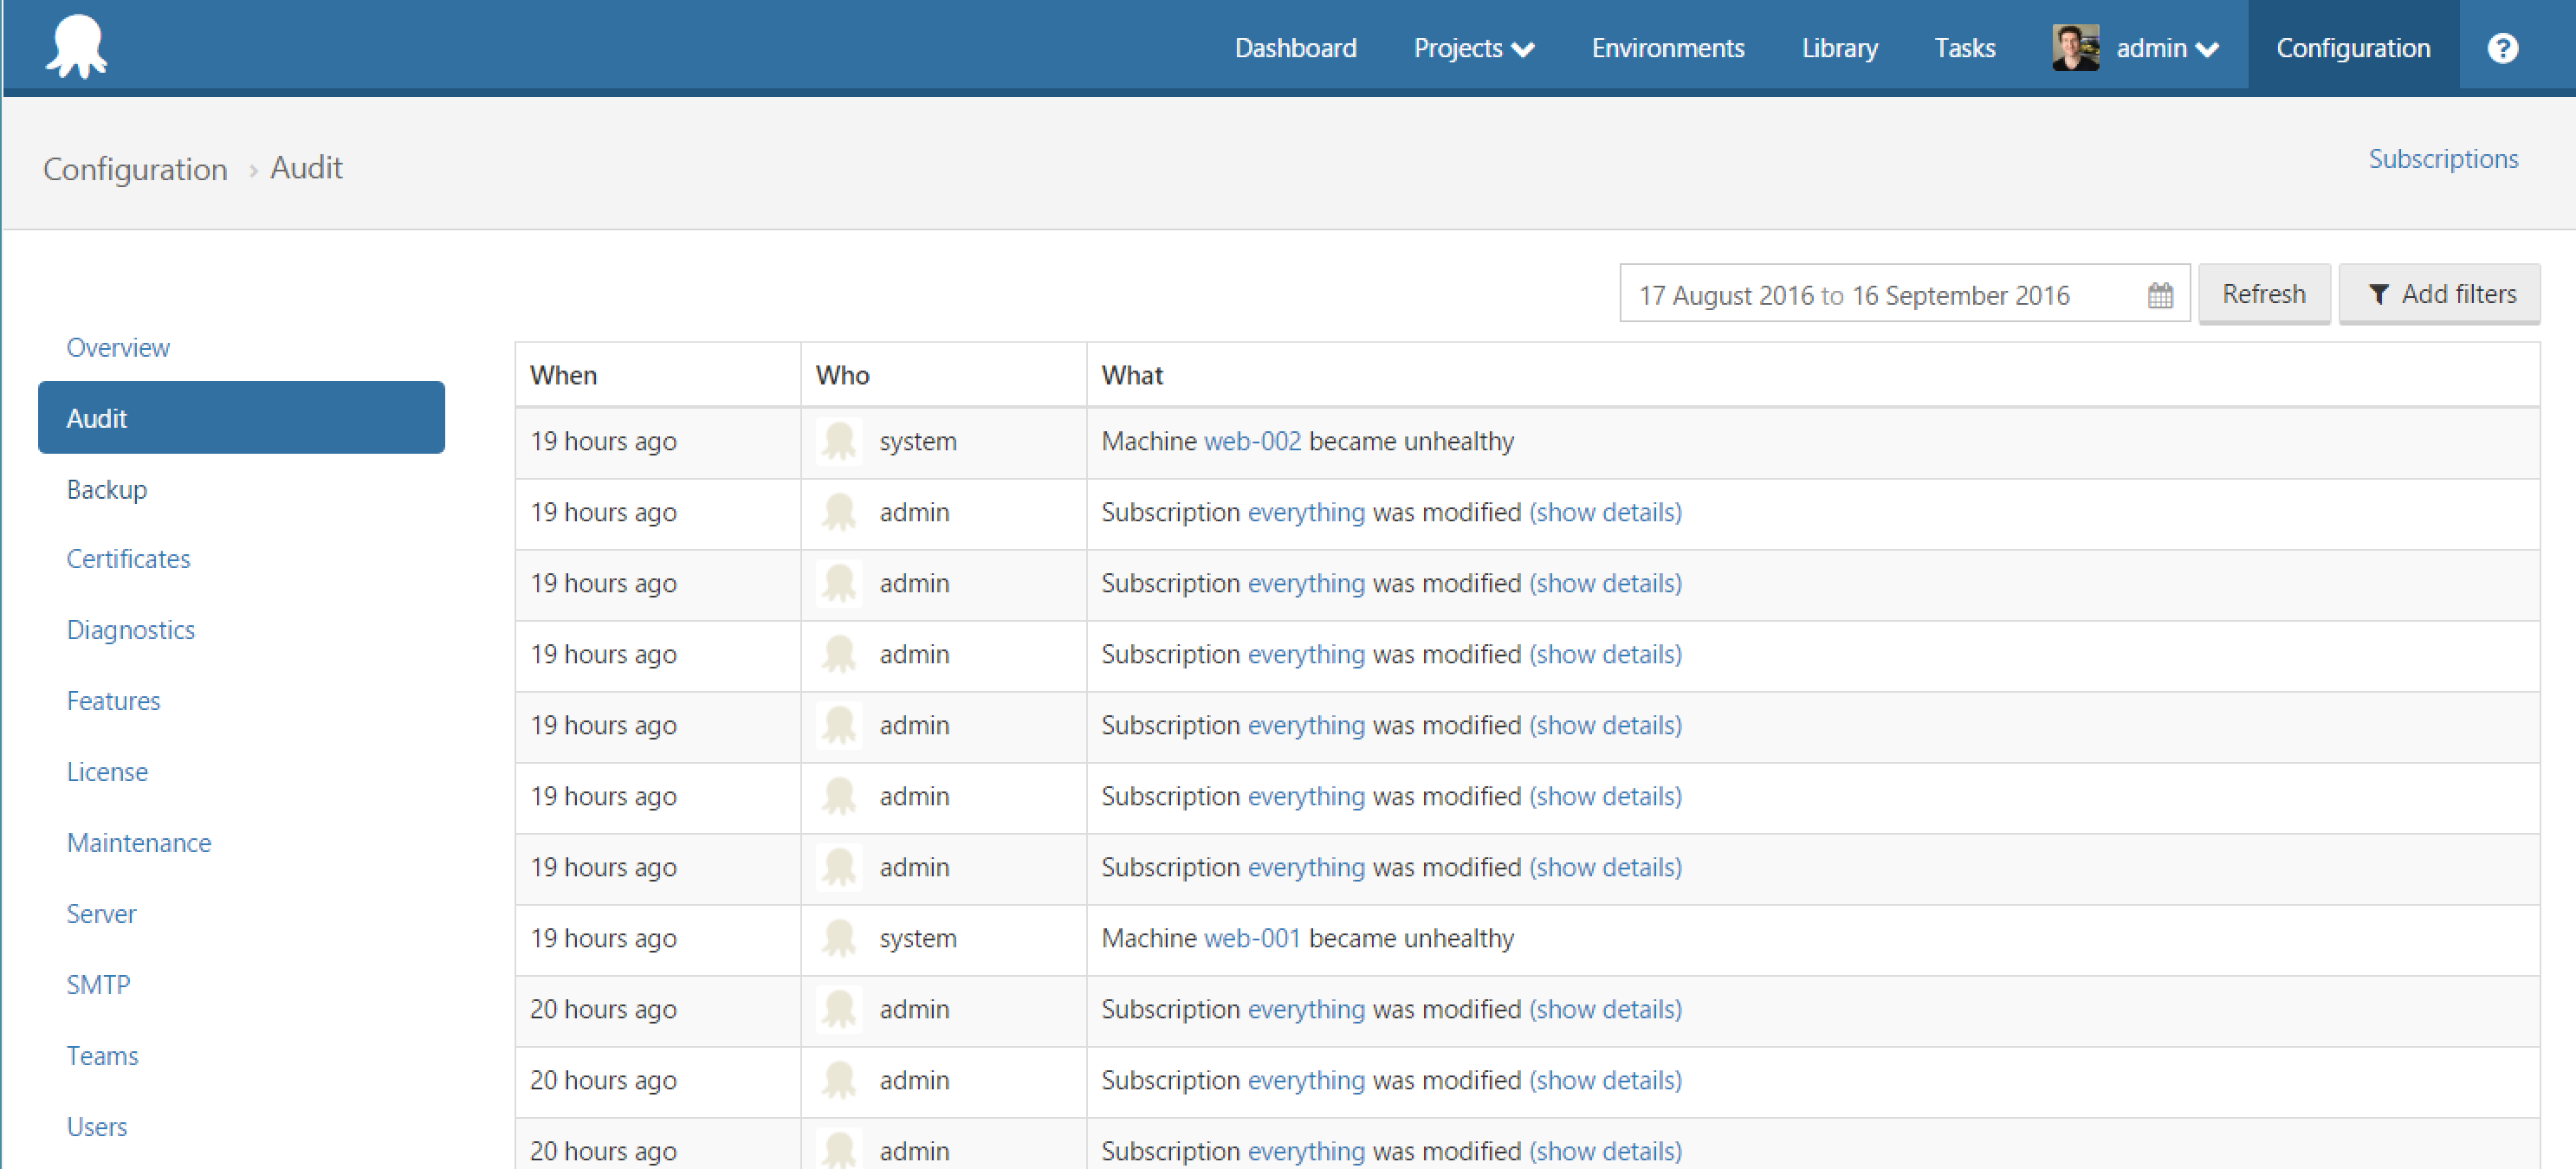 Dashboard Projects Environments Library Tasks admin Configuration ?
Configuration › Audit
Subscriptions
17 August 2016 to 16 September 2016 Refresh Add filters
Overview
Audit
Backup
Certificates
Diagnostics
Features
License
Maintenance
Server
SMTP
Teams
Users
When Who What
19 hours ago system Machine web-002 became unhealthy
19 hours ago admin Subscription everything was modified (show details)
19 hours ago admin Subscription everything was modified (show details)
19 hours ago admin Subscription everything was modified (show details)
19 hours ago admin Subscription everything was modified (show details)
19 hours ago admin Subscription everything was modified (show details)
19 hours ago admin Subscription everything was modified (show details)
19 hours ago system Machine web-001 became unhealthy
20 hours ago admin Subscription everything was modified (show details)
20 hours ago admin Subscription everything was modified (show details)
20 hours ago admin Subscription everything was modified (show details)